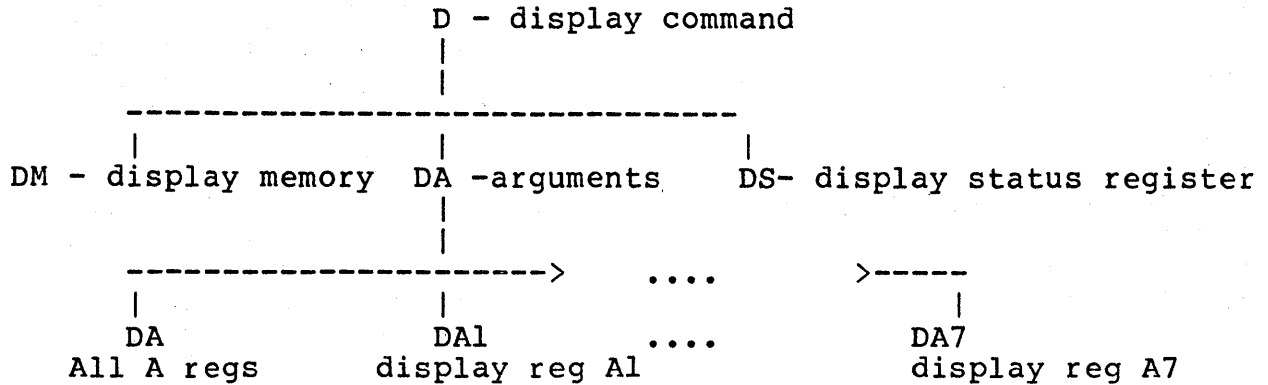 D - display command
DM - display memory DA -arguments DS- display status register
.... 
DA DA1 .... DA7
All A regs display reg A1 display reg A7